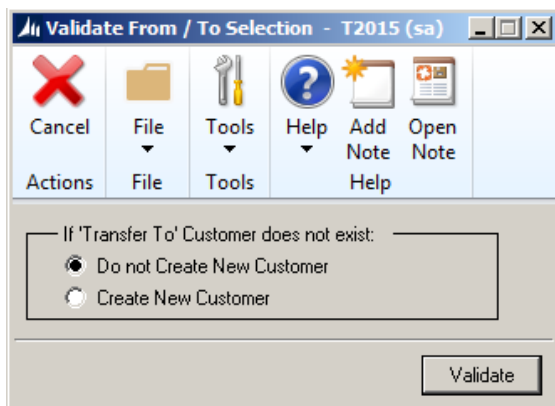 Validate From / To Selection - T2015 (sa)
Cancel File Tools Help Add Note Open Note
Actions File Tools Help
If 'Transfer To' Customer does not exist:
Do not Create New Customer
Create New Customer
Validate